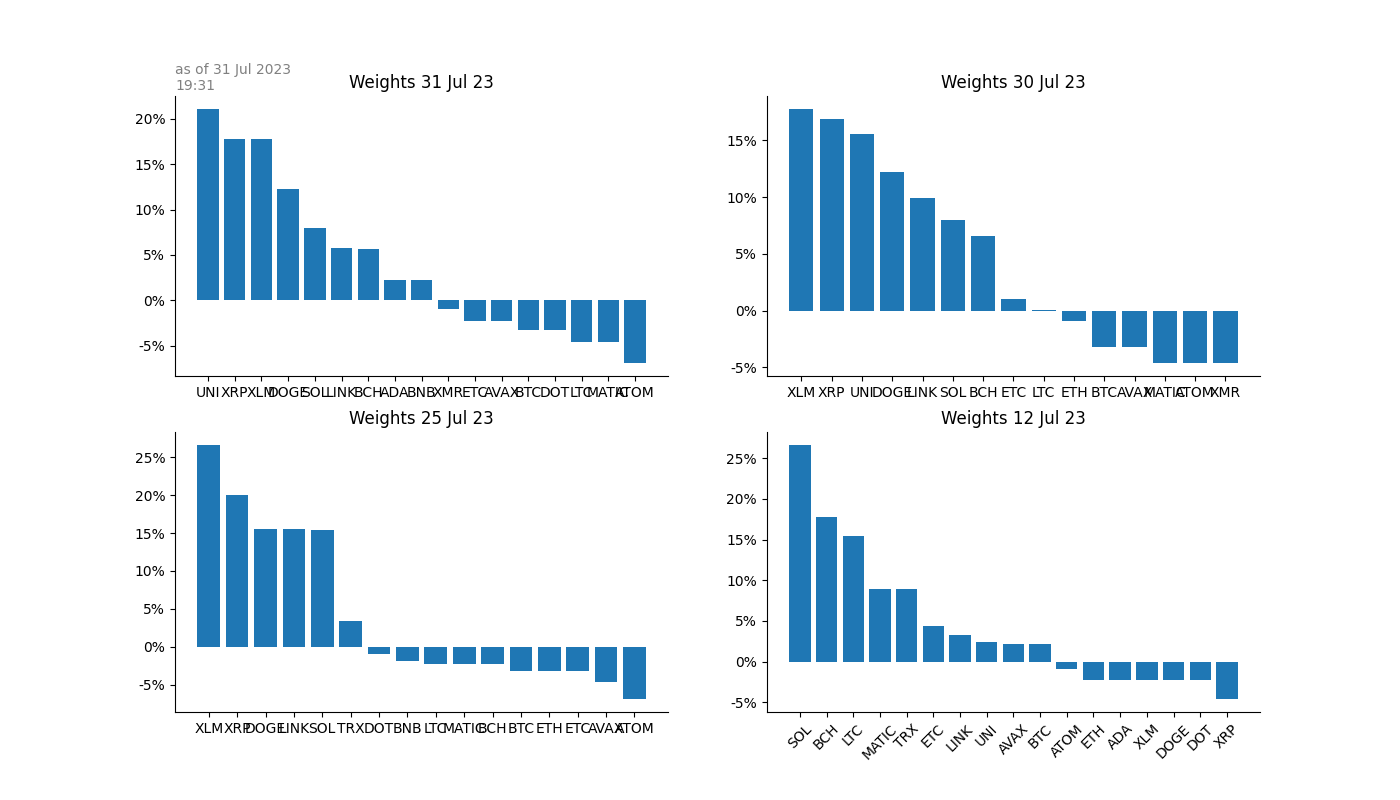 as of 31 Jul 2023
19:31
Weights 31 Jul 23
20%
15%
10%
5%
0%
-5%
UNI XRP XLM DOGE SOL LINK BCH ADA BNB XMR ETC AVAX BTC DOT LTC MATIC ATOM
Weights 30 Jul 23
15%
10%
5%
0%
-5%
XLM XRP UNI DOGE LINK SOL BCH ETC LTC ETH BTC AVAX MATIC ATOM XMR
Weights 25 Jul 23
25%
20%
15%
10%
5%
0%
-5%
XLM XRP DOGE LINK SOL TRX DOT BNB LTC MATIC BCH BTC ETH ETC AVAX ATOM
Weights 12 Jul 23
25%
20%
15%
10%
5%
0%
-5%
SOL BCH LTC MATIC TRX ETC LINK UNI AVAX BTC ATOM ETH ADA XLM DOGE DOT XRP